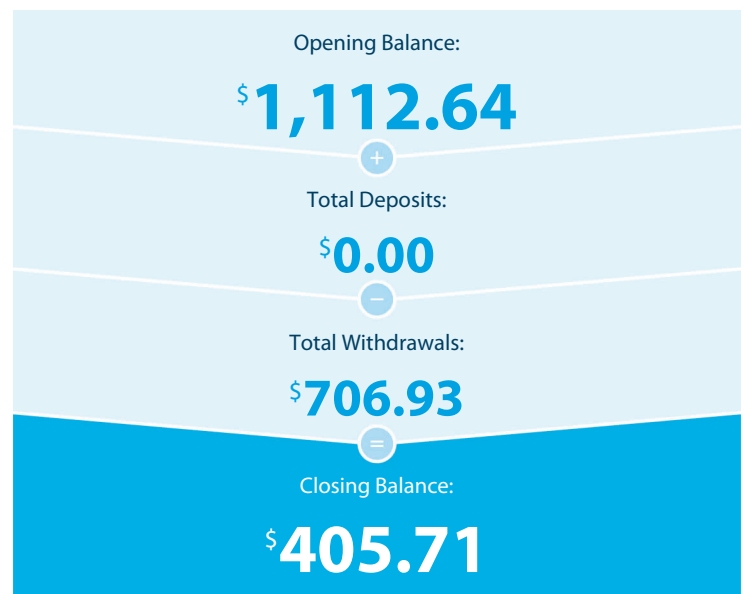 Opening Balance:
$1,112.64
+
Total Deposits:
$0.00
−
Total Withdrawals:
$706.93
=
Closing Balance:
$405.71